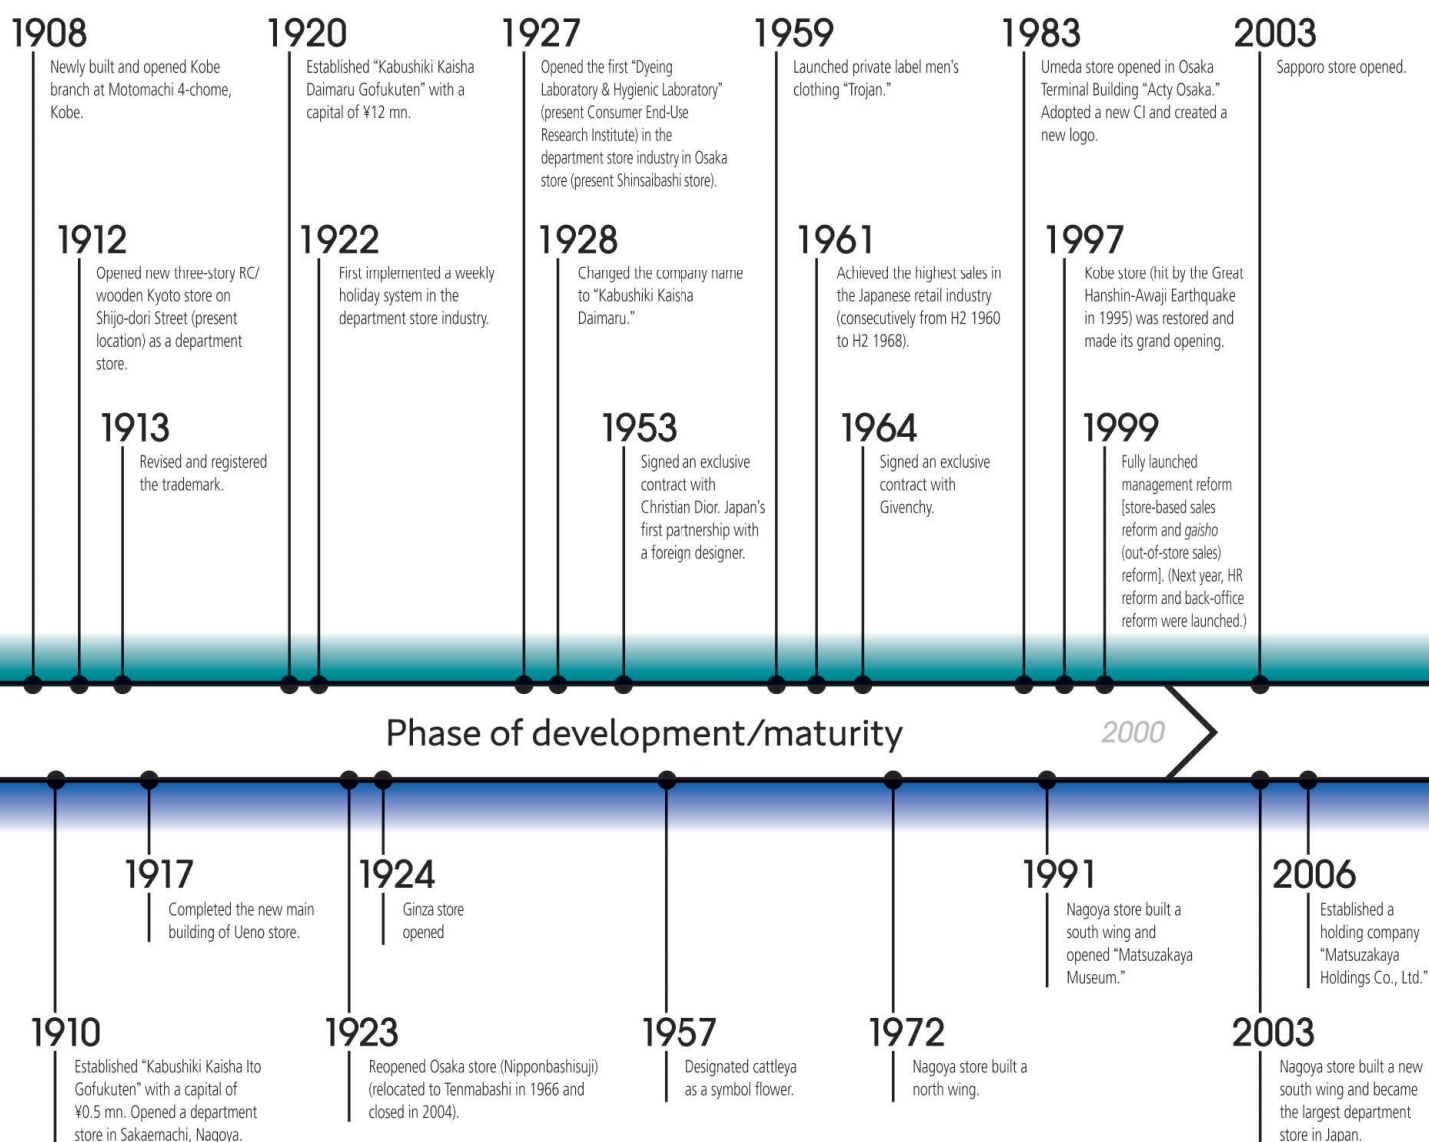 1908
Newly built and opened Kobe
branch at Motomachi 4-chome,
Kobe.
1920
Established “Kabushiki Kaisha
Daimaru Gofukuten” with a
capital of ¥12 mn.
1927
Opened the first “Dyeing
Laboratory & Hygienic Laboratory”
(present Consumer End-Use
Research Institute) in the
department store industry in Osaka
store (present Shinsaibashi store).
1959
Launched private label men’s
clothing “Trojan.”
1983
Umeda store opened in Osaka
Terminal Building “Acty Osaka.”
Adopted a new CI and created a
new logo.
2003
Sapporo store opened.
1912
Opened new three-story RC/
wooden Kyoto store on
Shijo-dori Street (present
location) as a department
store.
1922
First implemented a weekly
holiday system in the
department store industry.
1928
Changed the company name
to “Kabushiki Kaisha
Daimaru.”
1961
Achieved the highest sales in
the Japanese retail industry
(consecutively from H2 1960
to H2 1968).
1997
Kobe store (hit by the Great
Hanshin-Awaji Earthquake
in 1995) was restored and
made its grand opening.
1913
Revised and registered
the trademark.
1953
Signed an exclusive
contract with
Christian Dior. Japan’s
first partnership with
a foreign designer.
1964
Signed an exclusive
contract with
Givenchy.
1999
Fully launched
management reform
[store-based sales
reform and gaisho
(out-of-store sales)
reform]. (Next year, HR
reform and back-office
reform were launched.)
Phase of development/maturity
2000
1917
Completed the new main
building of Ueno store.
1924
Ginza store
opened
1991
Nagoya store built a
south wing and
opened “Matsuzakaya
Museum.”
2006
Established a
holding company
“Matsuzakaya
Holdings Co., Ltd.”
1910
Established “Kabushiki Kaisha Ito
Gofukuten” with a capital of
¥0.5 mn. Opened a department
store in Sakaemachi, Nagoya.
1923
Reopened Osaka store (Nipponbashisuji)
(relocated to Tenmabashi in 1966 and
closed in 2004).
1957
Designated cattleya
as a symbol flower.
1972
Nagoya store built a
north wing.
2003
Nagoya store built a new
south wing and became
the largest department
store in Japan.